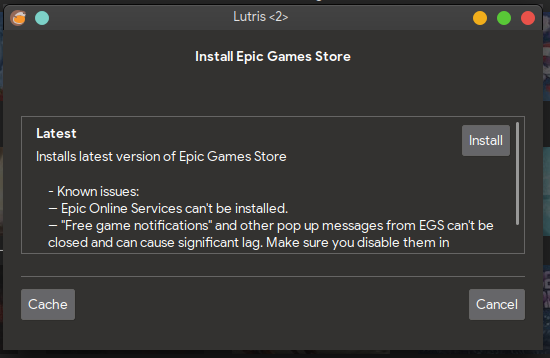 Lutris <2>
Install Epic Games Store
Latest
Install
Installs latest version of Epic Games Store
- Known issues:
— Epic Online Services can't be installed.
— "Free game notifications" and other pop up messages from EGS can't be
closed and can cause significant lag. Make sure you disable them in
Cache
Cancel